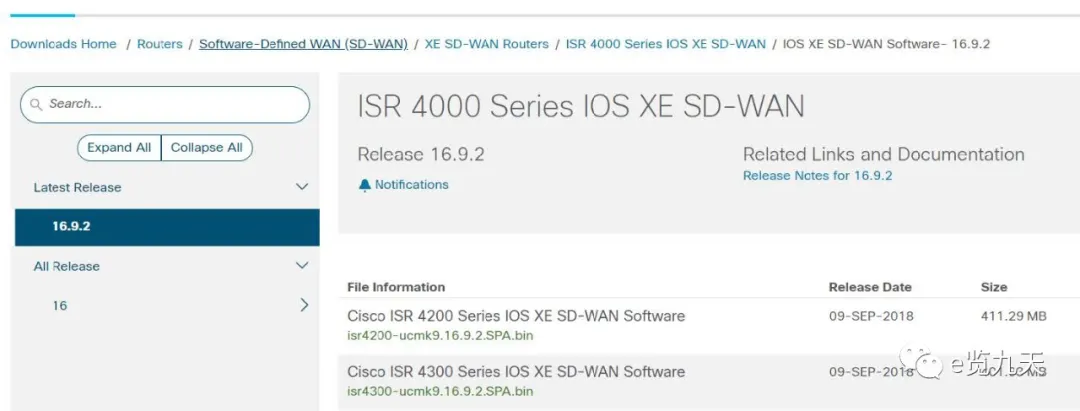 Downloads Home / Routers / Software-Defined WAN (SD-WAN) / XE SD-WAN Routers / ISR 4000 Series IOS XE SD-WAN / IOS XE SD-WAN Software- 16.9.2
Search...
Expand All Collapse All
Latest Release
16.9.2
All Release
16
ISR 4000 Series IOS XE SD-WAN
Release 16.9.2
Related Links and Documentation
Notifications
Release Notes for 16.9.2
File Information Release Date Size
Cisco ISR 4200 Series IOS XE SD-WAN Software 09-SEP-2018 411.29 MB
isr4200-ucmk9.16.9.2.SPA.bin
Cisco ISR 4300 Series IOS XE SD-WAN Software 09-SEP-2018 MB
isr4300-ucmk9.16.9.2.SPA.bin
e览九天